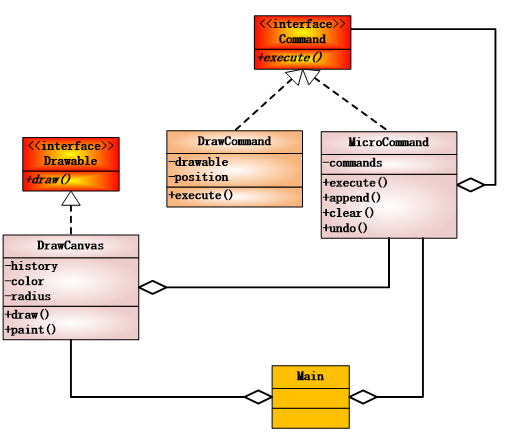 <<interface>>
Command
+execute()
<<interface>>
Drawable
+draw()
DrawCommand
-drawable
-position
+execute()
MicroCommand
-commands
+execute()
+append()
+clear()
+undo()
DrawCanvas
-history
-color
-radius
+draw()
+paint()
Main